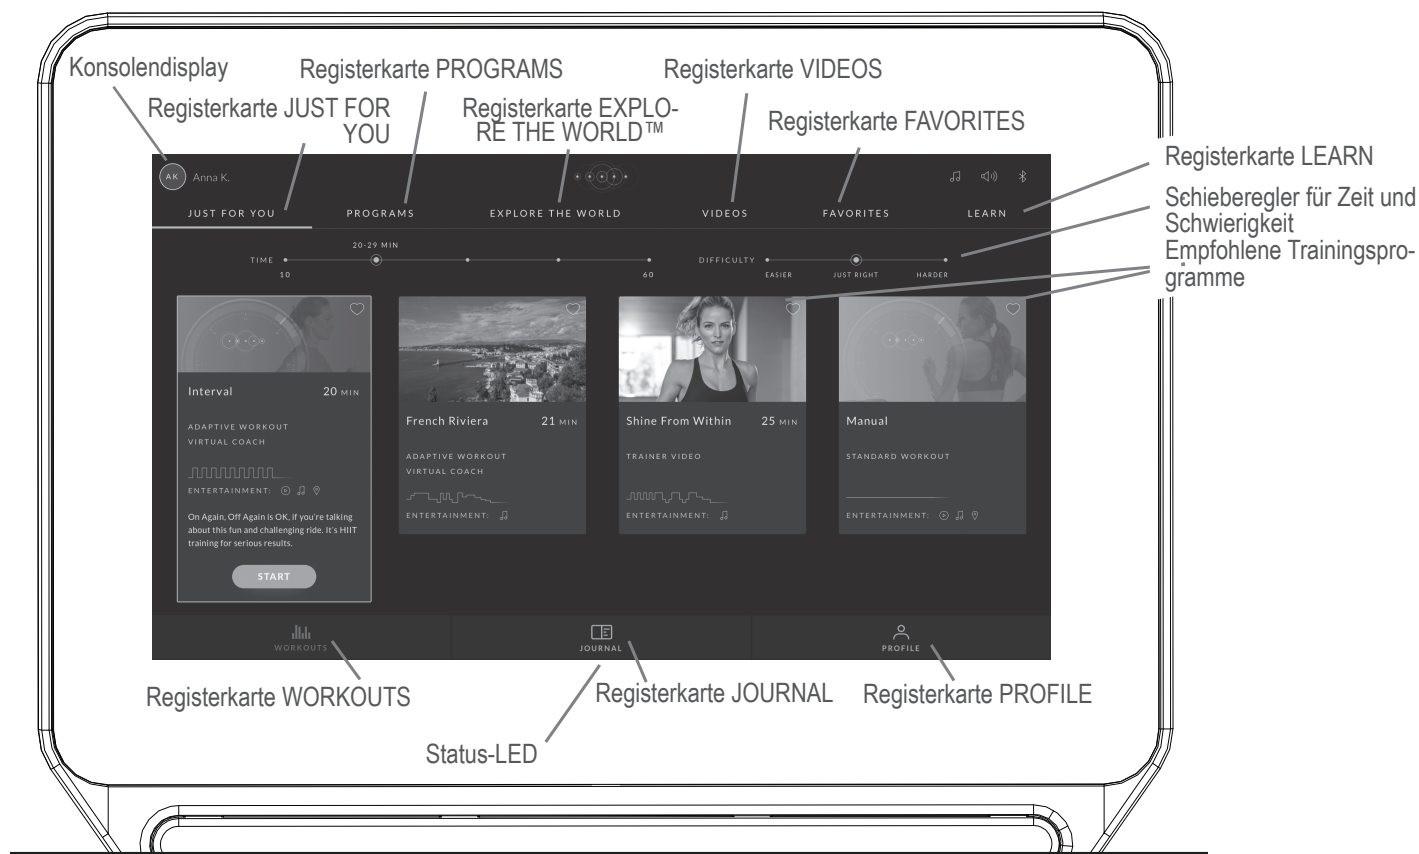 Konsolendisplay
Registerkarte PROGRAMS
Registerkarte VIDEOS
Registerkarte JUST FOR
YOU
Registerkarte EXPLO-
RE THE WORLD™
Registerkarte FAVORITES
Registerkarte LEARN
Schieberegler für Zeit und
Schwierigkeit
Empfohlene Trainingspro-
gramme
AK
Anna K.
JUST FOR YOU
PROGRAMS
EXPLORE THE WORLD
VIDEOS
FAVORITES
LEARN
20-29 MIN
TIME
10
60
DIFFICULTY
EASIER
JUST RIGHT
HARDER
Interval 20 MIN
ADAPTIVE WORKOUT
VIRTUAL COACH
ENTERTAINMENT:
On Again, Off Again is OK, if you're talking
about this fun and challenging ride. It's HIIT
training for serious results.
START
French Riviera 21 MIN
ADAPTIVE WORKOUT
VIRTUAL COACH
ENTERTAINMENT:
Shine From Within 25 MIN
TRAINER VIDEO
ENTERTAINMENT:
Manual
STANDARD WORKOUT
ENTERTAINMENT:
WORKOUTS
JOURNAL
PROFILE
Registerkarte WORKOUTS
Registerkarte JOURNAL
Registerkarte PROFILE
Status-LED